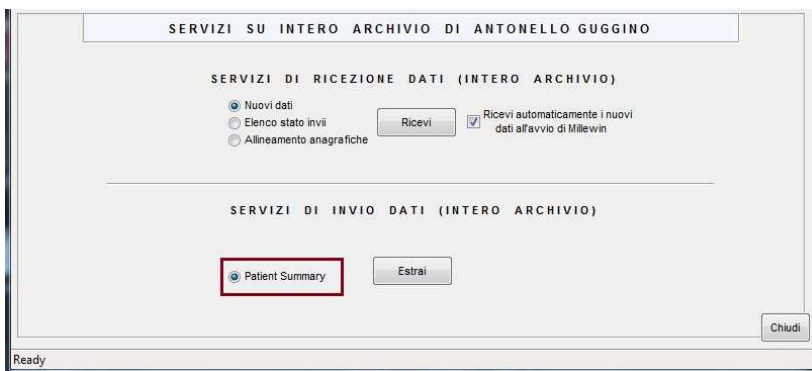 SERVIZI SU INTERO ARCHIVIO DI ANTONELLO GUGGINO
SERVIZI DI RICEZIONE DATI (INTERO ARCHIVIO)
Nuovi dati
Elenco stato invii
Allineamento anagrafiche
Ricevi
Ricevi automaticamente i nuovi
dati all'avvio di Millewin
SERVIZI DI INVIO DATI (INTERO ARCHIVIO)
Patient Summary
Estrai
Chiudi
Ready